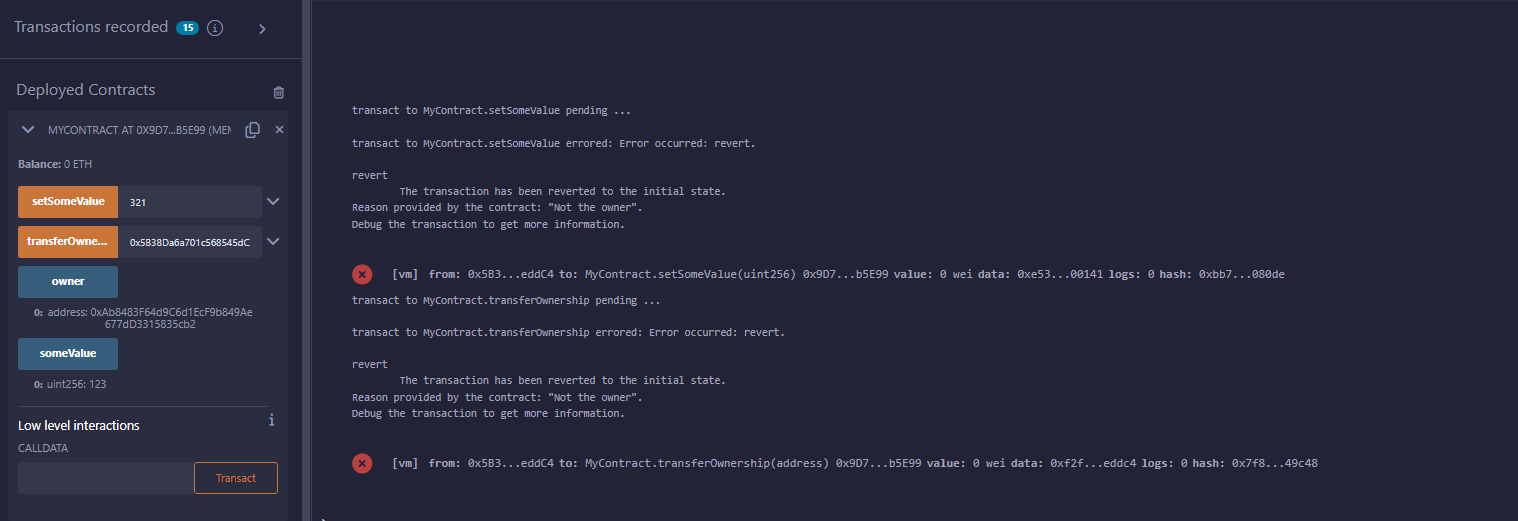 Transactions recorded 15 i
Deployed Contracts
MYCONTRACT AT 0X9D7...B5E99 (MEM
Balance: 0 ETH
setSomeValue 321
transferOwne... 0x5B38Da6a701c568545dC
owner
0: address: 0xAb8483F64d9C6d1EcF9b849Ae
677dD3315835cb2
someValue
0: uint256: 123
Low level interactions i
CALLDATA
Transact
transact to MyContract.setSomeValue pending ...
transact to MyContract.setSomeValue errored: Error occurred: revert.
revert
The transaction has been reverted to the initial state.
Reason provided by the contract: "Not the owner".
Debug the transaction to get more information.
[vm] from: 0x5B3...eddC4 to: MyContract.setSomeValue(uint256) 0x9D7...b5E99 value: 0 wei data: 0xe53...00141 logs: 0 hash: 0xbb7...080de
transact to MyContract.transferOwnership pending ...
transact to MyContract.transferOwnership errored: Error occurred: revert.
revert
The transaction has been reverted to the initial state.
Reason provided by the contract: "Not the owner".
Debug the transaction to get more information.
[vm] from: 0x5B3...eddC4 to: MyContract.transferOwnership(address) 0x9D7...b5E99 value: 0 wei data: 0xf2f...eddc4 logs: 0 hash: 0x7f8...49c48